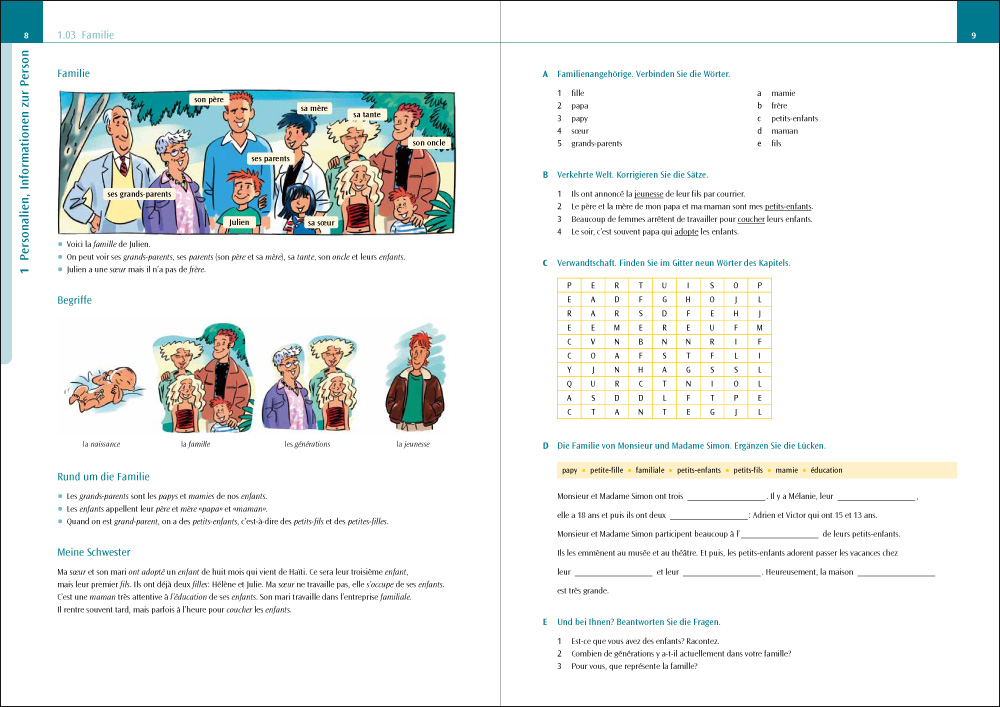 8
1.03 Familie
1 Personalien, Informationen zur Person
Familie
son père
sa mère
sa tante
son oncle
ses parents
ses grands-parents
Julien
sa sœur
Voici la famille de Julien.
On peut voir ses grands-parents, ses parents (son père et sa mère), sa tante, son oncle et leurs enfants.
Julien a une sœur mais il n'a pas de frère.
Begriffe
la naissance
la famille
les générations
la jeunesse
Rund um die Familie
Les grands-parents sont les papys et mamies de nos enfants.
Les enfants appellent leur père et mère «papa» et «maman».
Quand on est grand-parent, on a des petits-enfants, c'est-à-dire des petits-fils et des petites-filles.
Meine Schwester
Ma sœur et son mari ont adopté un enfant de huit mois qui vient de Haïti. Ce sera leur troisième enfant,
mais leur premier fils. Ils ont déjà deux filles: Hélène et Julie. Ma sœur ne travaille pas, elle s'occupe de ses enfants.
C'est une maman très attentive à l'éducation de ses enfants. Son mari travaille dans l'entreprise familiale.
Il rentre souvent tard, mais parfois à l'heure pour coucher les enfants.
9
A Familienangehörige. Verbinden Sie die Wörter.
1 fille a mamie
2 papa b frère
3 papy c petits-enfants
4 sœur d maman
5 grands-parents e fils
B Verkehrte Welt. Korrigieren Sie die Sätze.
1 Ils ont annoncé la jeunesse de leur fils par courrier.
2 Le père et la mère de mon papa et ma maman sont mes petits-enfants.
3 Beaucoup de femmes arrêtent de travailler pour coucher leurs enfants.
4 Le soir, c'est souvent papa qui adopte les enfants.
C Verwandtschaft. Finden Sie im Gitter neun Wörter des Kapitels.
P E R T U I S O P
E A D F G H O J L
R A R S D F E H J
E E M E R E U F M
C V N B N N R I F
C O A F S T F L I
Y J N H A G S S L
Q U R C T N I O L
A S D D L F T P E
C T A N T E G J L
D Die Familie von Monsieur und Madame Simon. Ergänzen Sie die Lücken.
papy • petite-fille • familiale • petits-enfants • petits-fils • mamie • éducation
Monsieur et Madame Simon ont trois ____________. Il y a Mélanie, leur ____________,
elle a 18 ans et puis ils ont deux ____________: Adrien et Victor qui ont 15 et 13 ans.
Monsieur et Madame Simon participent beaucoup à l'____________ de leurs petits-enfants.
Ils les emmènent au musée et au théâtre. Et puis, les petits-enfants adorent passer les vacances chez
leur ____________ et leur ____________. Heureusement, la maison ____________
est très grande.
E Und bei Ihnen? Beantworten Sie die Fragen.
1 Est-ce que vous avez des enfants? Racontez.
2 Combien de générations y a-t-il actuellement dans votre famille?
3 Pour vous, que représente la famille?